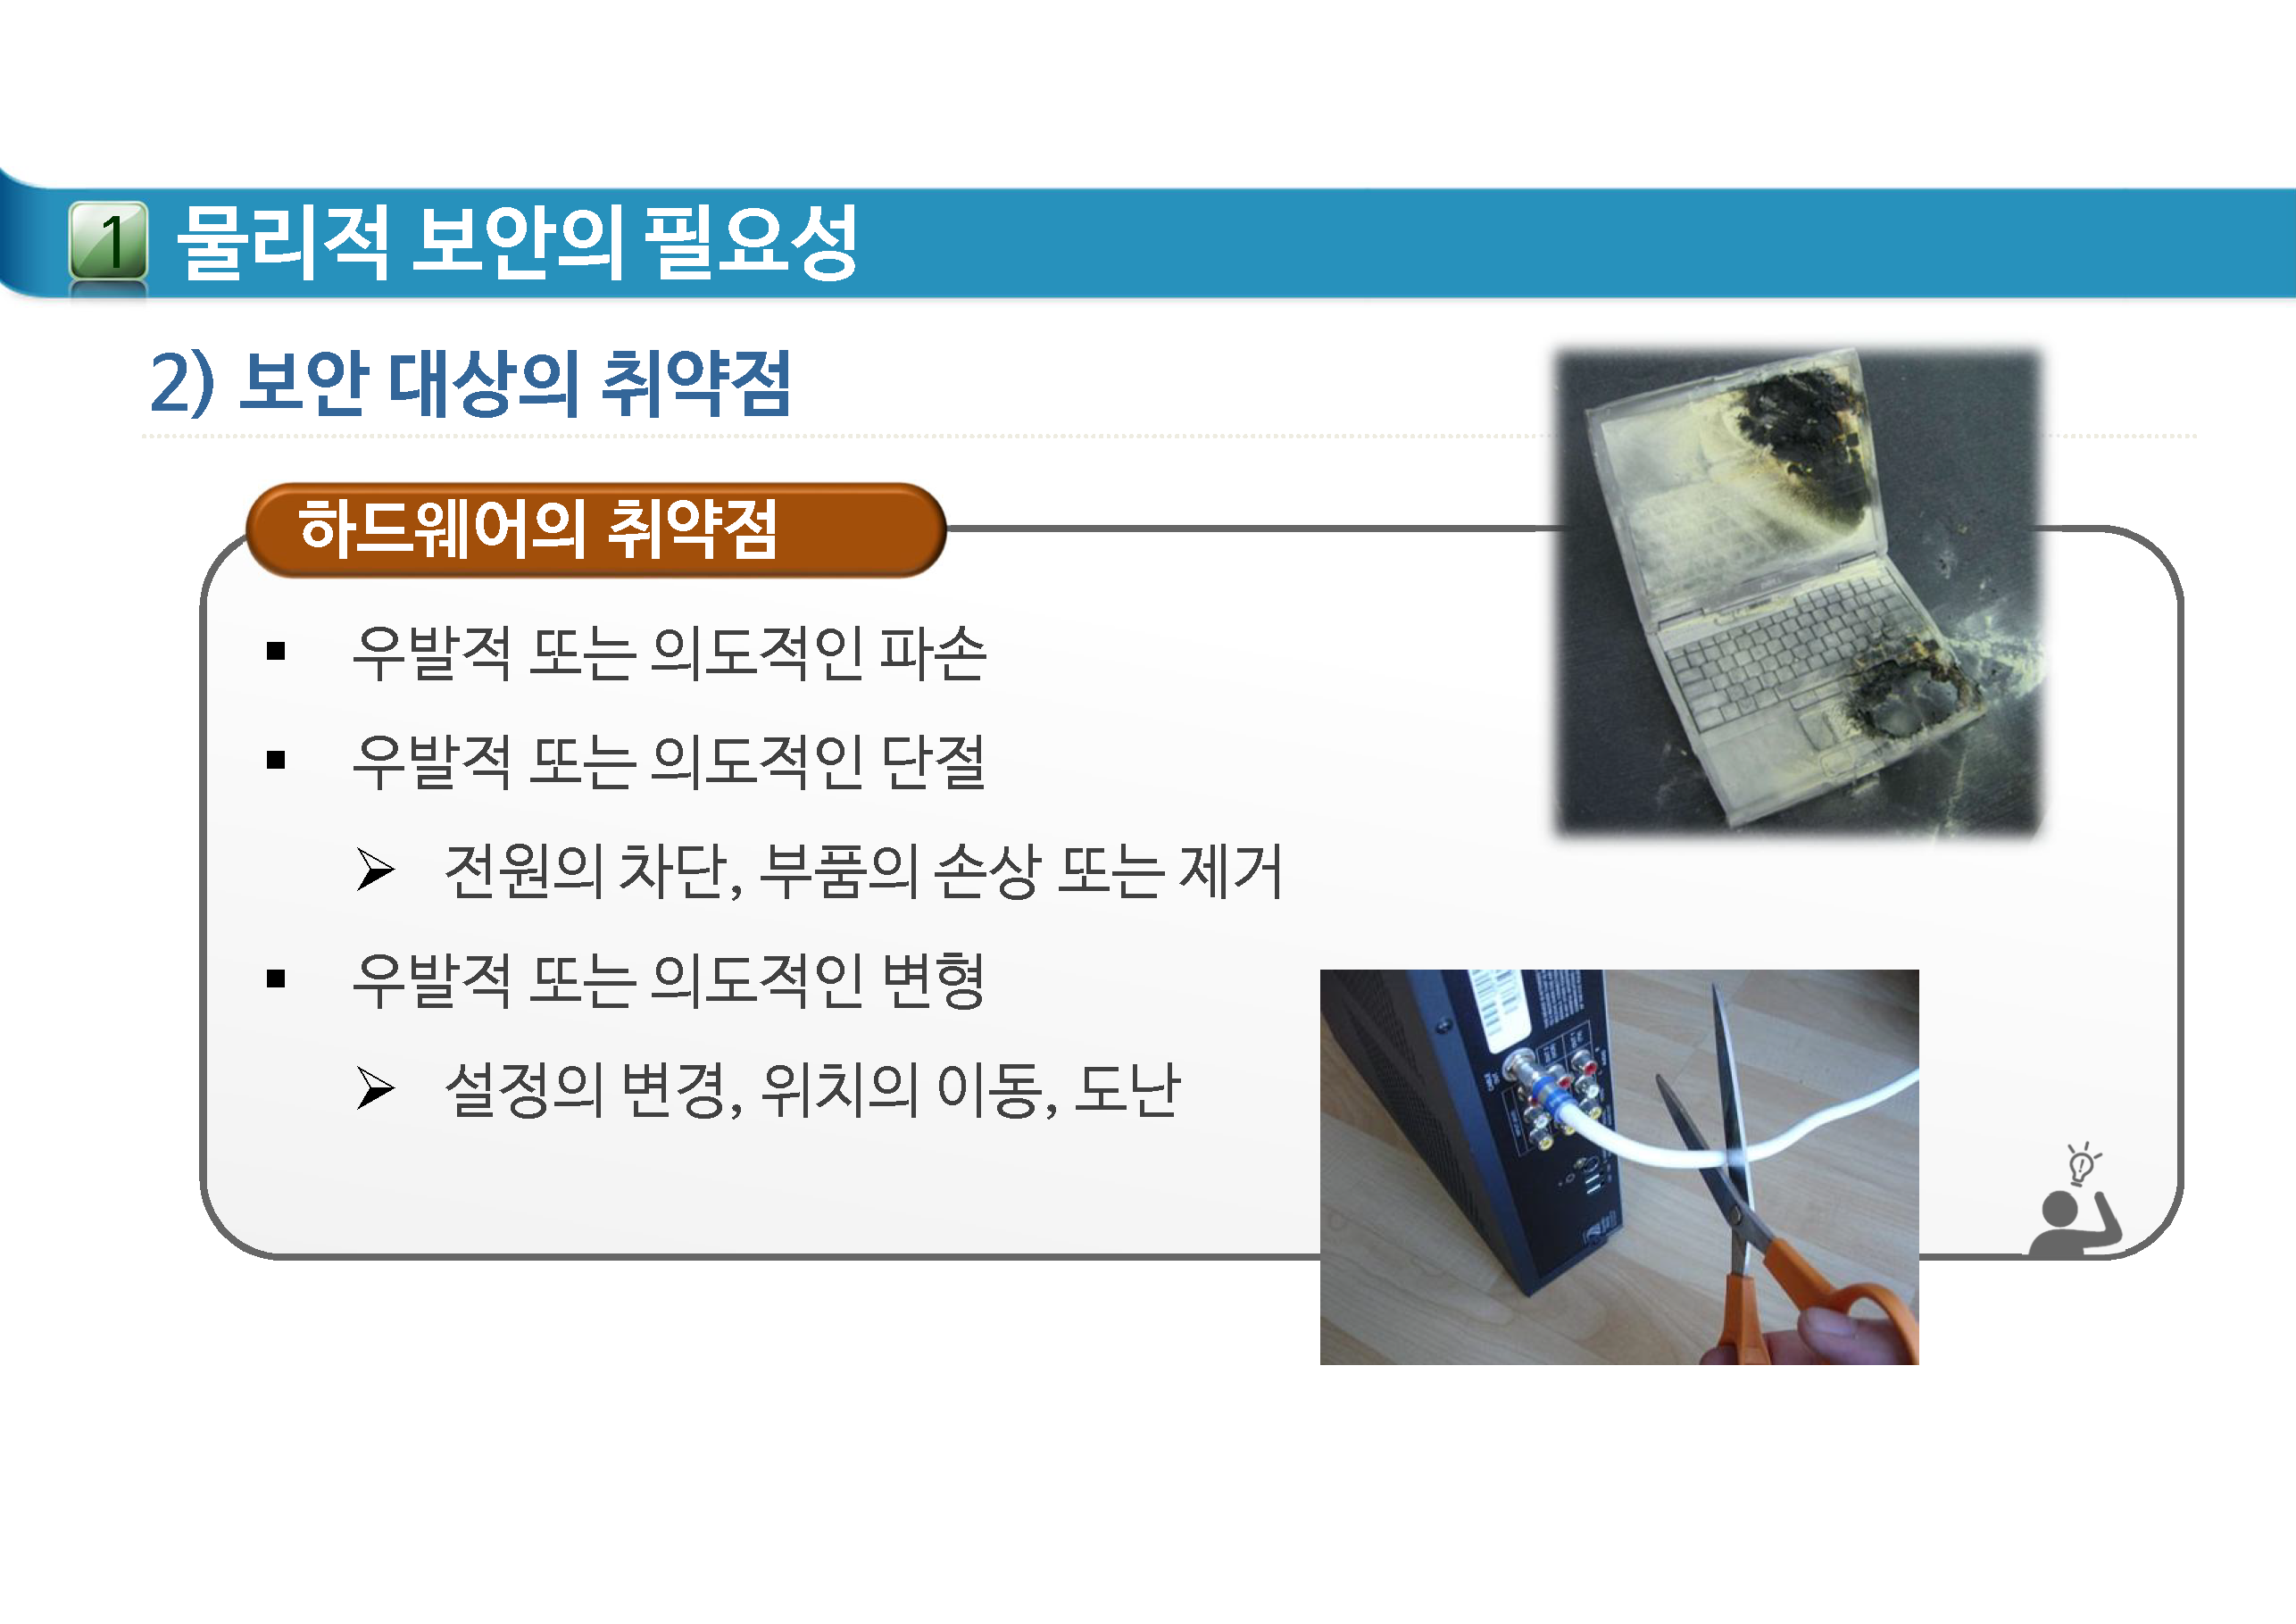 1 물리적 보안의 필요성
2) 보안 대상의 취약점
하드웨어의 취약점
▪ 우발적 또는 의도적인 파손
▪ 우발적 또는 의도적인 단절
➢ 전원의 차단, 부품의 손상 또는 제거
▪ 우발적 또는 의도적인 변형
➢ 설정의 변경, 위치의 이동, 도난